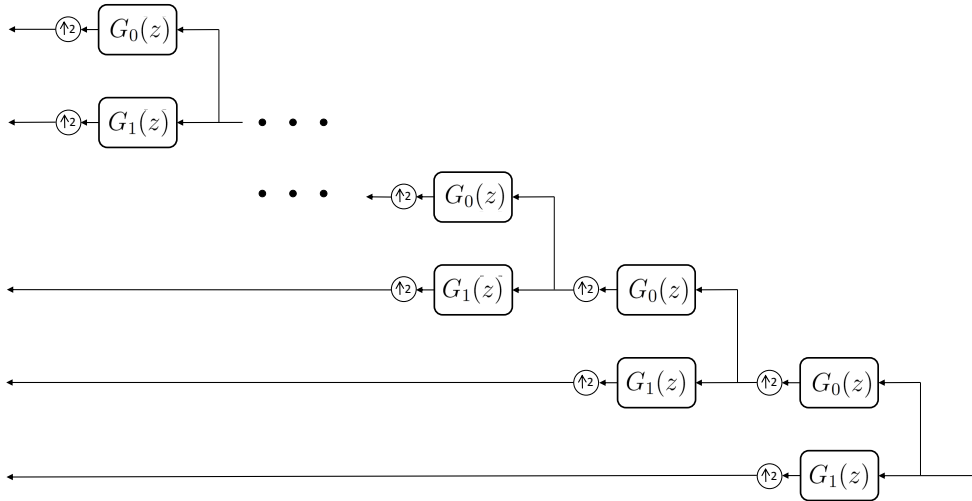 ↑2 G₀(z)
↑2 G₁(z)
• • •
• • • ↑2 G₀(z)
↑2 G₁(z) ↑2 G₀(z)
↑2 G₁(z) ↑2 G₀(z)
↑2 G₁(z)